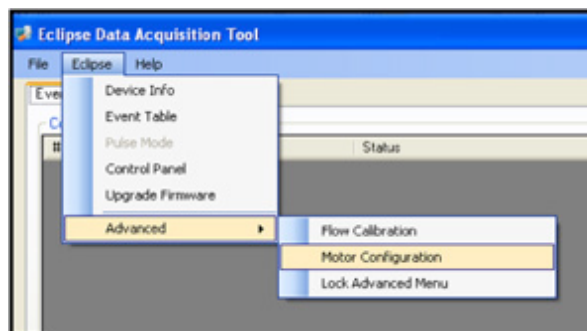 Eclipse Data Acquisition Tool
File Eclipse Help
Device Info
Event Table
# Status
Pulse Mode
Control Panel
Upgrade Firmware
Advanced
Flow Calibration
Motor Configuration
Lock Advanced Menu